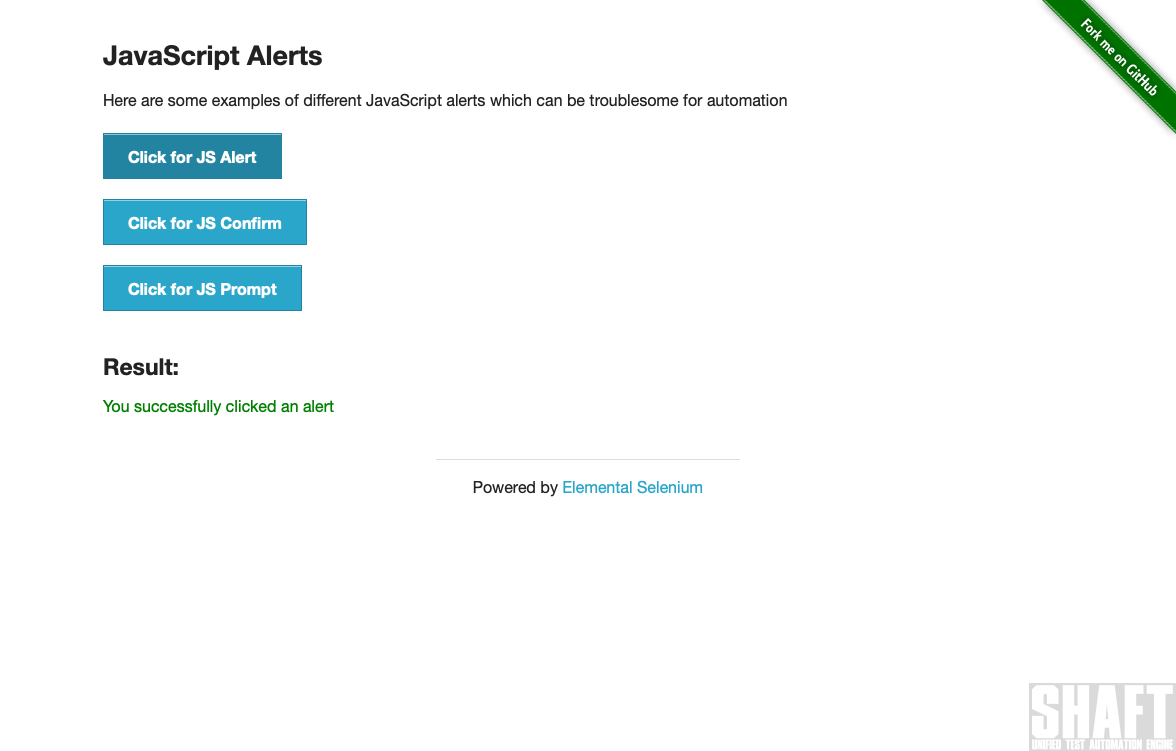 Fork me on GitHub
JavaScript Alerts
Here are some examples of different JavaScript alerts which can be troublesome for automation
Click for JS Alert
Click for JS Confirm
Click for JS Prompt
Result:
You successfully clicked an alert
Powered by Elemental Selenium
SHAFT
UNIFIED TEST AUTOMATION ENGINE